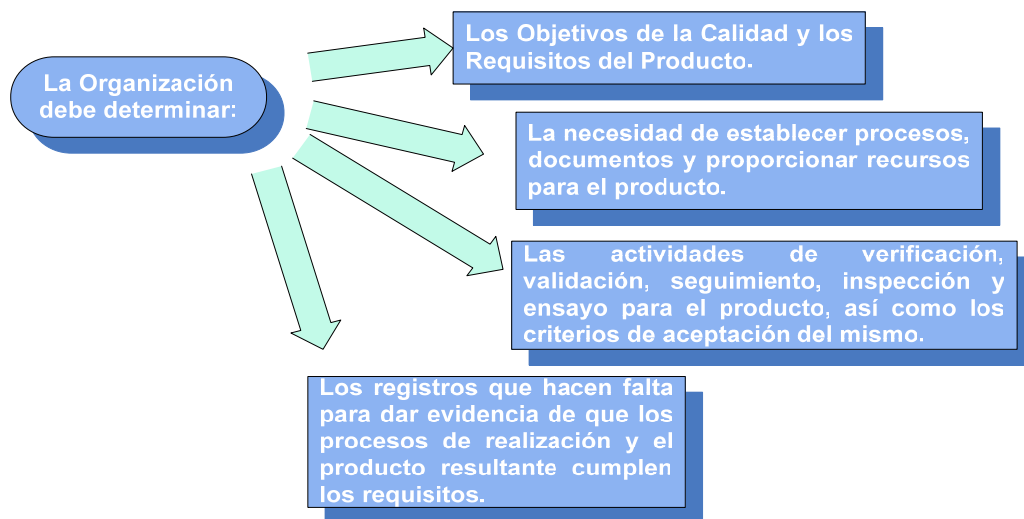 La Organización
debe determinar:
Los Objetivos de la Calidad y los
Requisitos del Producto.
La necesidad de establecer procesos,
documentos y proporcionar recursos
para el producto.
Las actividades de verificación,
validación, seguimiento, inspección y
ensayo para el producto, así como los
criterios de aceptación del mismo.
Los registros que hacen falta
para dar evidencia de que los
procesos de realización y el
producto resultante cumplen
los requisitos.